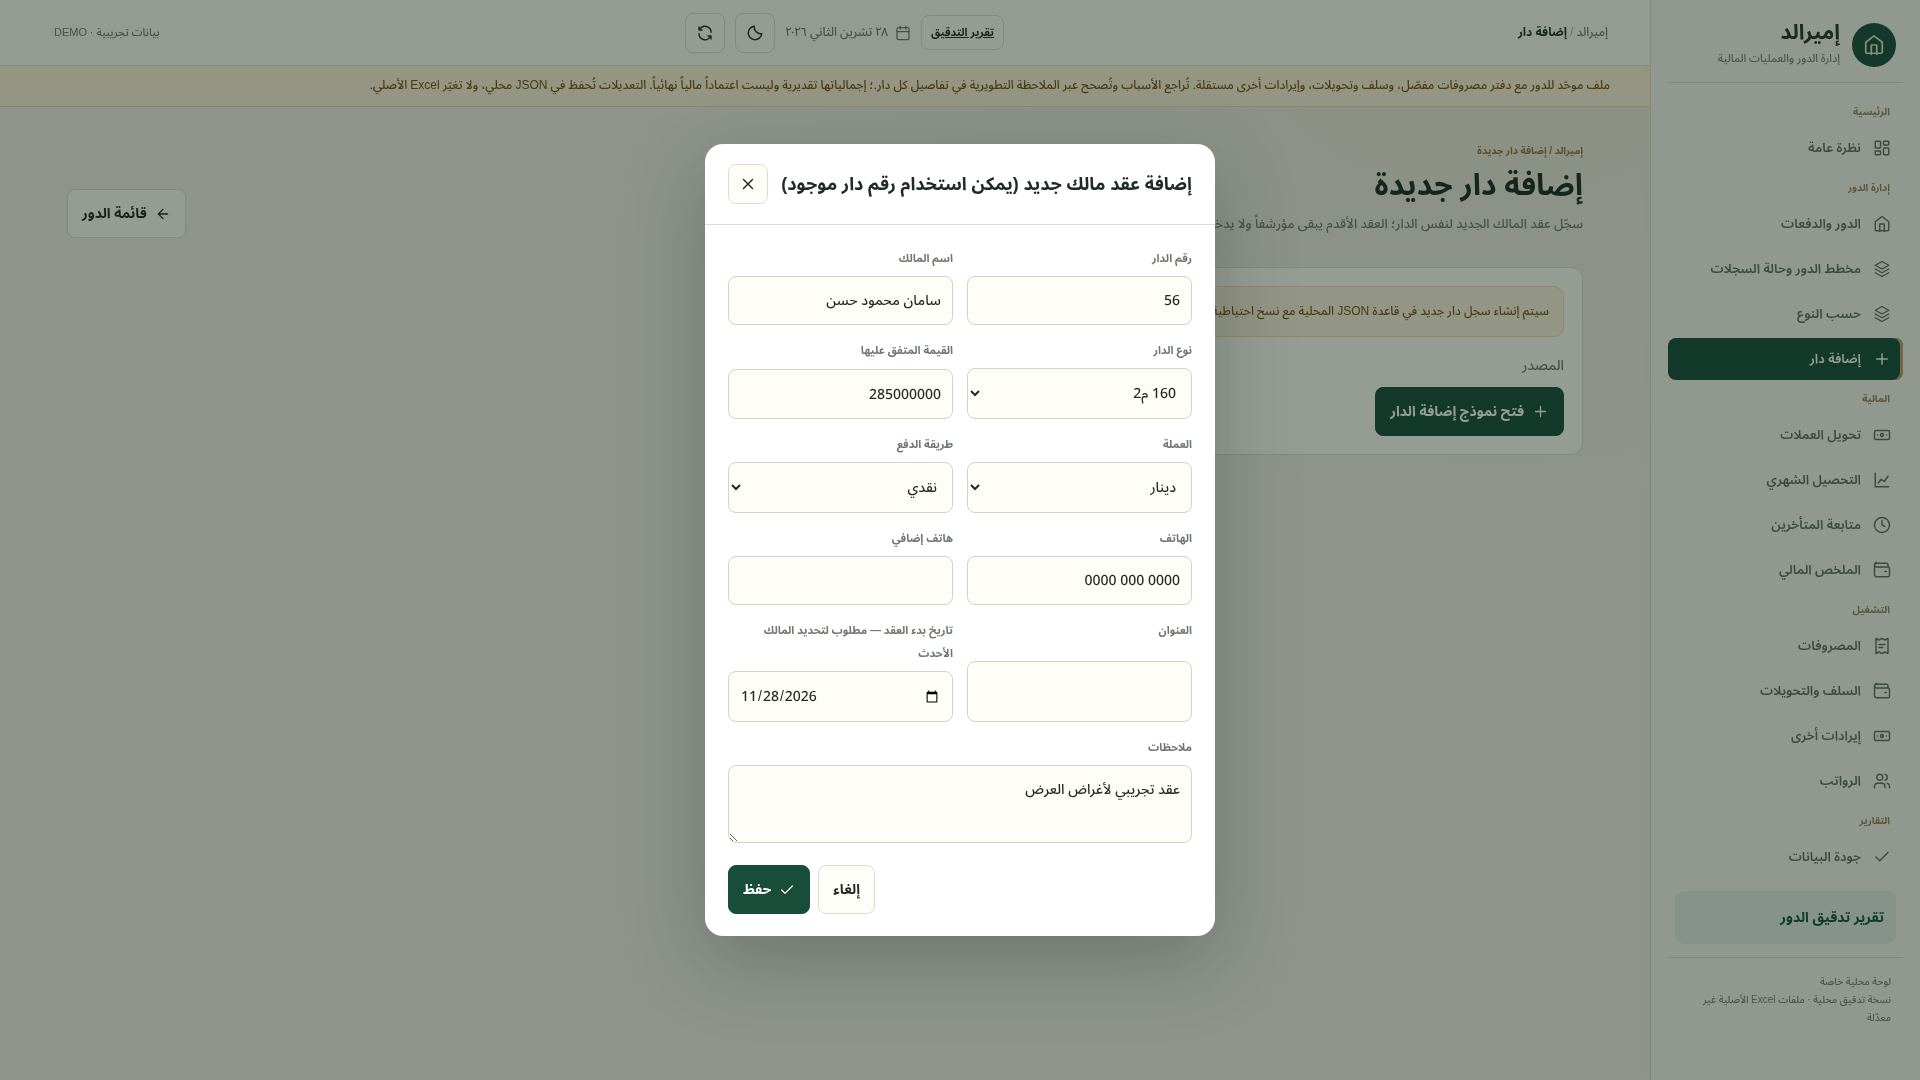 إميرالد
إدارة الدور والعمليات المالية
الرئيسية
نظرة عامة
إدارة الدور
الدور والدفعات
مخطط الدور وحالة السجلات
حسب النوع
إضافة دار
المالية
تحويل العملات
التحصيل الشهري
متابعة المتأخرين
الملخص المالي
التشغيل
المصروفات
السلف والتحويلات
إيرادات أخرى
الرواتب
التقارير
جودة البيانات
تقرير تدقيق الدور
لوحة محلية خاصة
نسخة تدقيق محلية · ملفات Excel الأصلية غير
معدّلة
إميرالد / إضافة دار
تقرير التدقيق
٢٨ تشرين الثاني ٢٠٢٦
بيانات تجريبية · DEMO
ملف موحّد للدور مع دفتر مصروفات مفصّل، وسلف وتحويلات، وإيرادات أخرى مستقلة. تُراجع الأسباب وتُصحح عبر الملاحظة التطويرية في تفاصيل كل دار.؛ إجمالياتها تقديرية وليست اعتماداً مالياً نهائياً. التعديلات تُحفظ في JSON محلي، ولا تغيّر Excel الأصلي.
إميرالد / إضافة دار جديدة
إضافة دار جديدة
سجّل عقد المالك الجديد لنفس الدار؛ العقد الأقدم يبقى مؤرشفاً ولا
قائمة الدور
سيتم إنشاء سجل دار جديد في قاعدة JSON المحلية مع نسخ
المصدر
فتح نموذج إضافة الدار
إضافة عقد مالك جديد (يمكن استخدام رقم دار موجود)
رقم الدار
56
اسم المالك
سامان محمود حسن
نوع الدار
160 م2
القيمة المتفق عليها
285000000
العملة
دينار
طريقة الدفع
نقدي
الهاتف
0000 000 0000
هاتف إضافي
العنوان
تاريخ بدء العقد — مطلوب لتحديد المالك
الأحدث
11/28/2026
ملاحظات
عقد تجريبي لأغراض العرض
إلغاء
حفظ